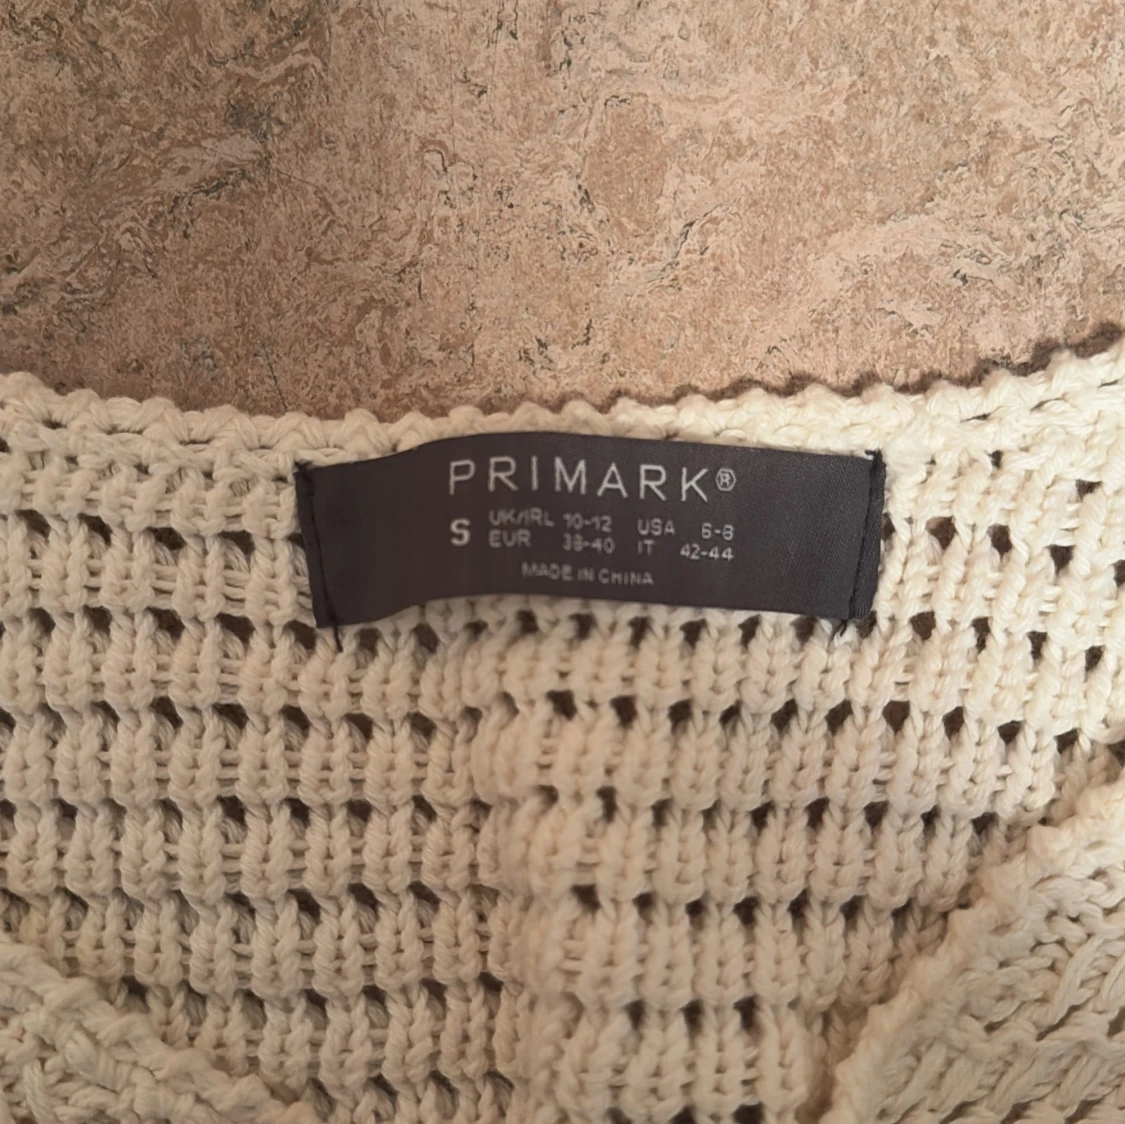 PRIMARK®
S UK/IRL 10-12 USA 6-8
EUR 38-40 IT 42-44
MADE IN CHINA